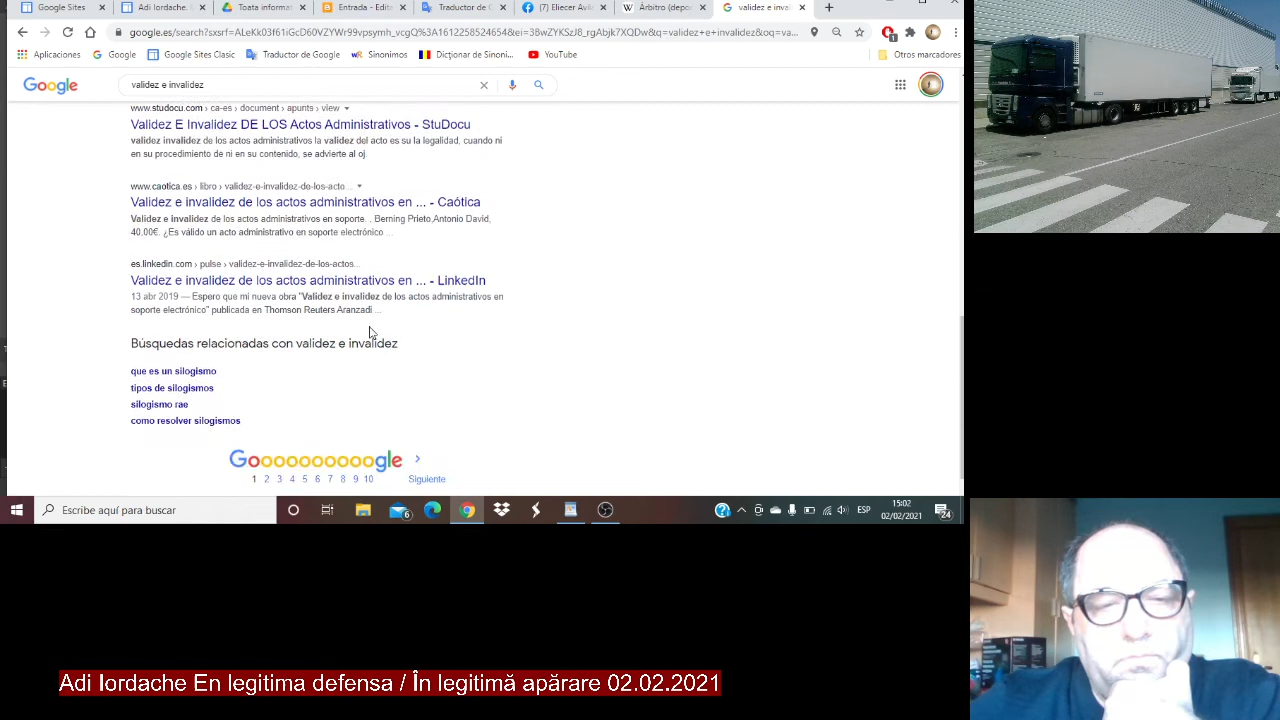 Google Sites
Adi Iordache.
Toata informat
Entrada - Edita
Traductor de G
(7) Eliecer Avila
Árbitro (depor
validez e inval
google.es/search?sxsrf=ALeKk03f61iGcD60VZYWr99vpsymh_vcgQ%3A1612258524654&ei=3BwZYKSzJ8_rgAbjk7XQDw&q=validez+e+invalidez&oq=va...
Aplicaciones
Google
Google Sites Clasic
Traductor de Google
Sinonimos
Dicționar de Sinoni...
YouTube
Otros marcadores
Google
validez e invalidez
www.studocu.com › ca-es › document › apunts › view
Validez E Invalidez DE LOS Actos Administrativos - StuDocu
validez invalidez de los actos administrativos la validez del acto es su la legalidad, cuando ni
en su procedimiento de ni en su contenido, se advierte al oj.
www.caotica.es › libro › validez-e-invalidez-de-los-acto...
Validez e invalidez de los actos administrativos en ... - Caótica
Validez e invalidez de los actos administrativos en soporte. . Berning Prieto,Antonio David,
40,00€. ¿Es válido un acto administrativo en soporte electrónico ...
es.linkedin.com › pulse › validez-e-invalidez-de-los-actos...
Validez e invalidez de los actos administrativos en ... - LinkedIn
13 abr 2019 — Espero que mi nueva obra "Validez e invalidez de los actos administrativos en
soporte electrónico" publicada en Thomson Reuters Aranzadi ...
Búsquedas relacionadas con validez e invalidez
que es un silogismo
tipos de silogismos
silogismo rae
como resolver silogismos
Goooooooooogle
1 2 3 4 5 6 7 8 9 10 Siguiente
Escribe aquí para buscar
6
ESP
15:02
02/02/2021
24
Adi Iordache En legitima defensa / În legitimă apărare 02.02.2021